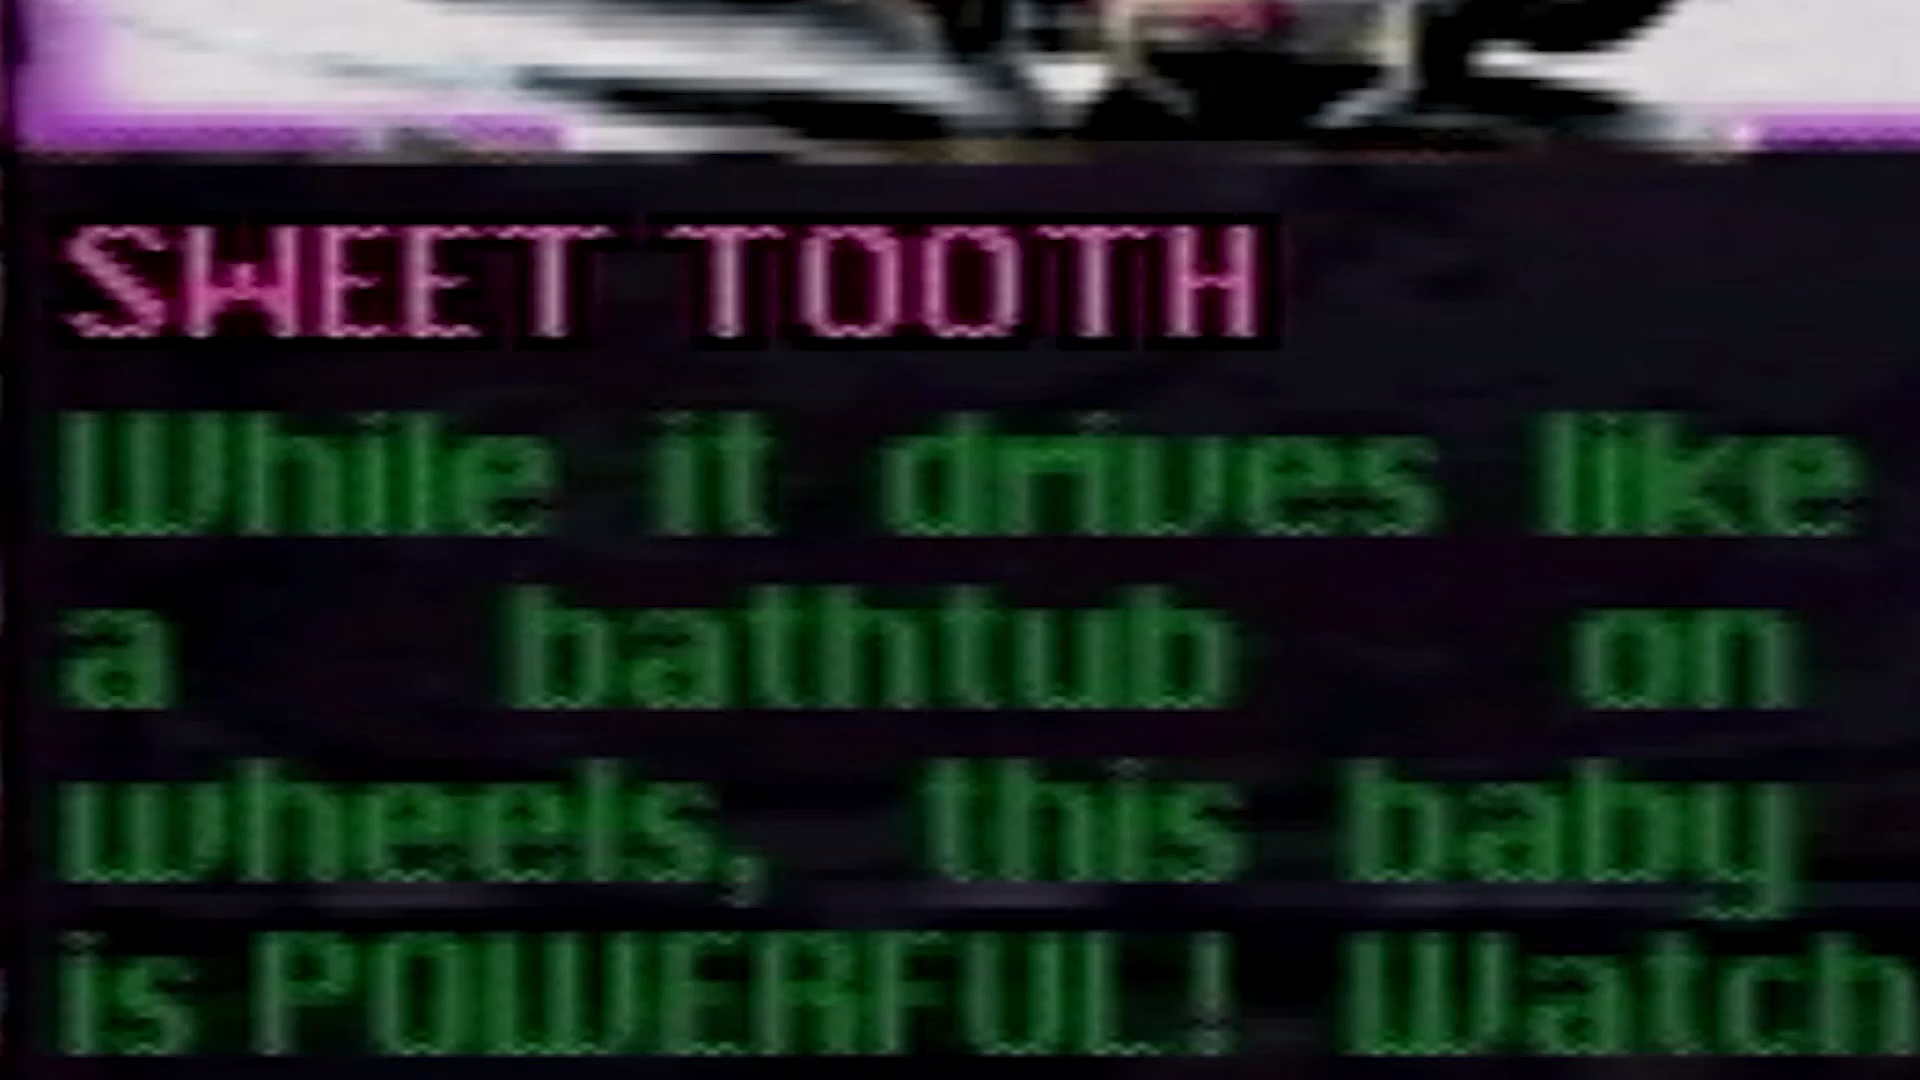 SWEET TOOTH
While it drives like
a bathtub on
wheels, this baby
is POWERFUL! Watch